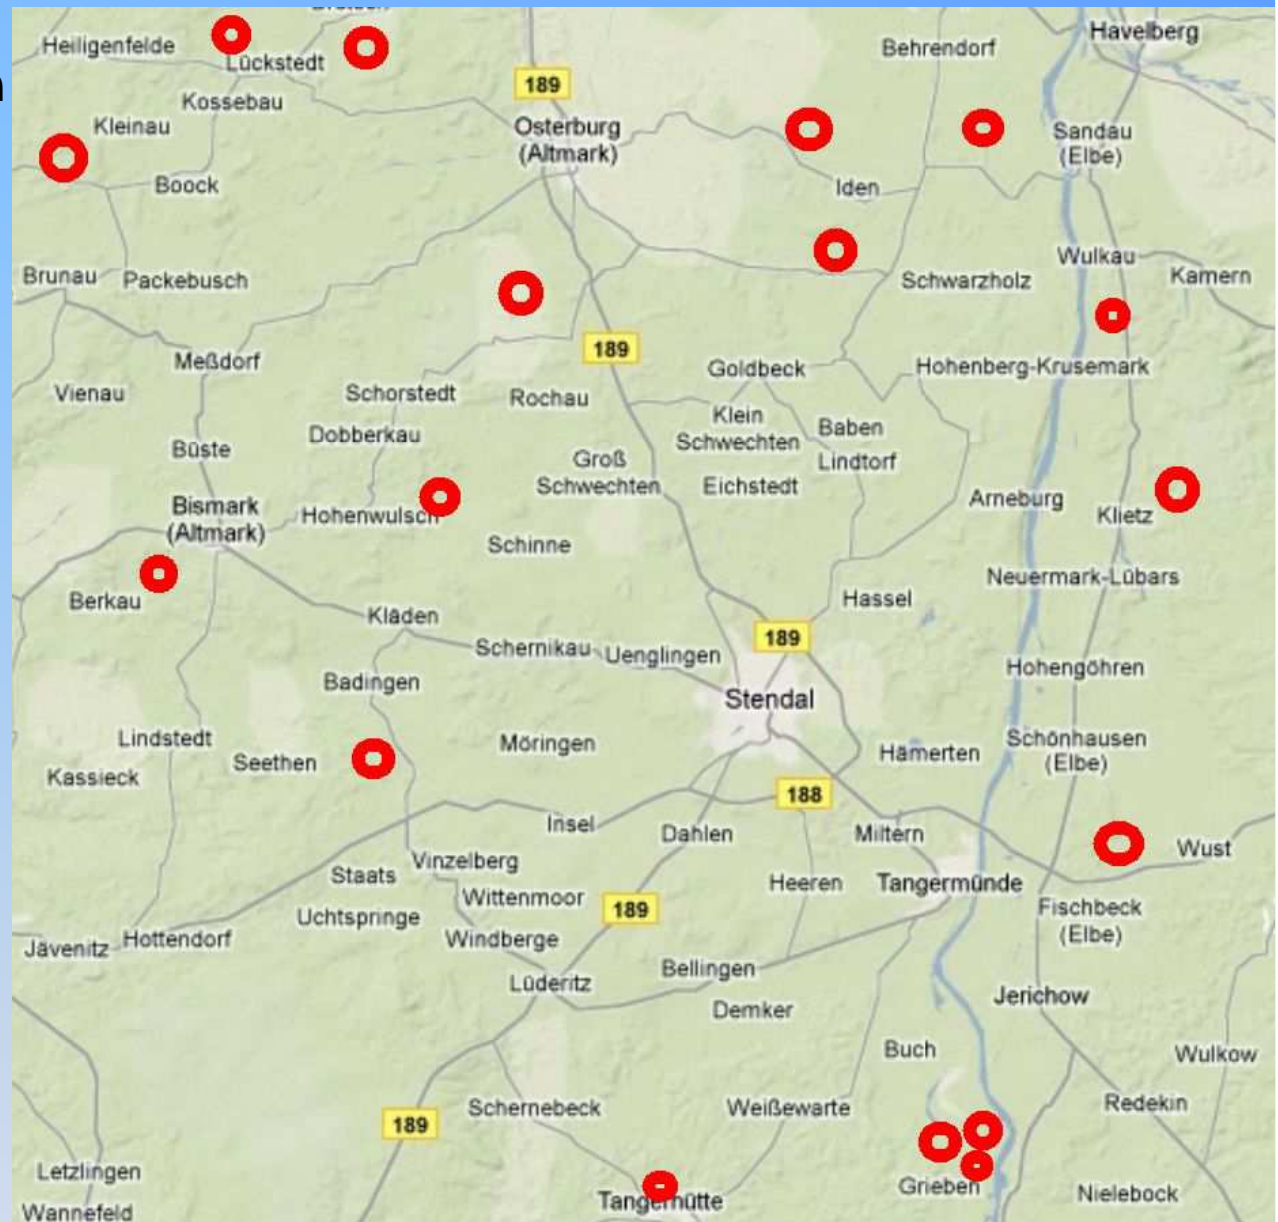 Havelberg
Heiligenfelde
Behrendorf
Lückstedt
189
Kossebau
Kleinau
Osterburg
(Altmark)
Sandau
(Elbe)
Boock
Iden
Wulkau
Brunau
Packebusch
Schwarzholz
Kamern
189
Meßdorf
Goldbeck
Hohenberg-Krusemark
Vienau
Schorstedt
Rochau
Klein
Schwechten
Baben
Dobberkau
Büste
Groß
Schwechten
Lindtorf
Eichstedt
Arneburg
Bismark
(Altmark)
Hohenwulsch
Klietz
Schinne
Neuermark-Lübars
Berkau
Hassel
Kläden
189
Schernikau
Uenglingen
Hohengöhren
Badingen
Stendal
Lindstedt
Möringen
Schönhausen
(Elbe)
Hämerten
Seethen
Kassieck
188
Insel
Dahlen
Miltern
Wust
Vinzelberg
Staats
Heeren
Tangermünde
Wittenmoor
189
Fischbeck
(Elbe)
Uchtspringe
Jävenitz
Hottendorf
Windberge
Bellingen
Lüderitz
Jerichow
Demker
Buch
Wulkow
Schernebeck
Weißewarte
Redekin
189
Letzlingen
Grieben
Nielebock
Tangerhütte
Wannefeld